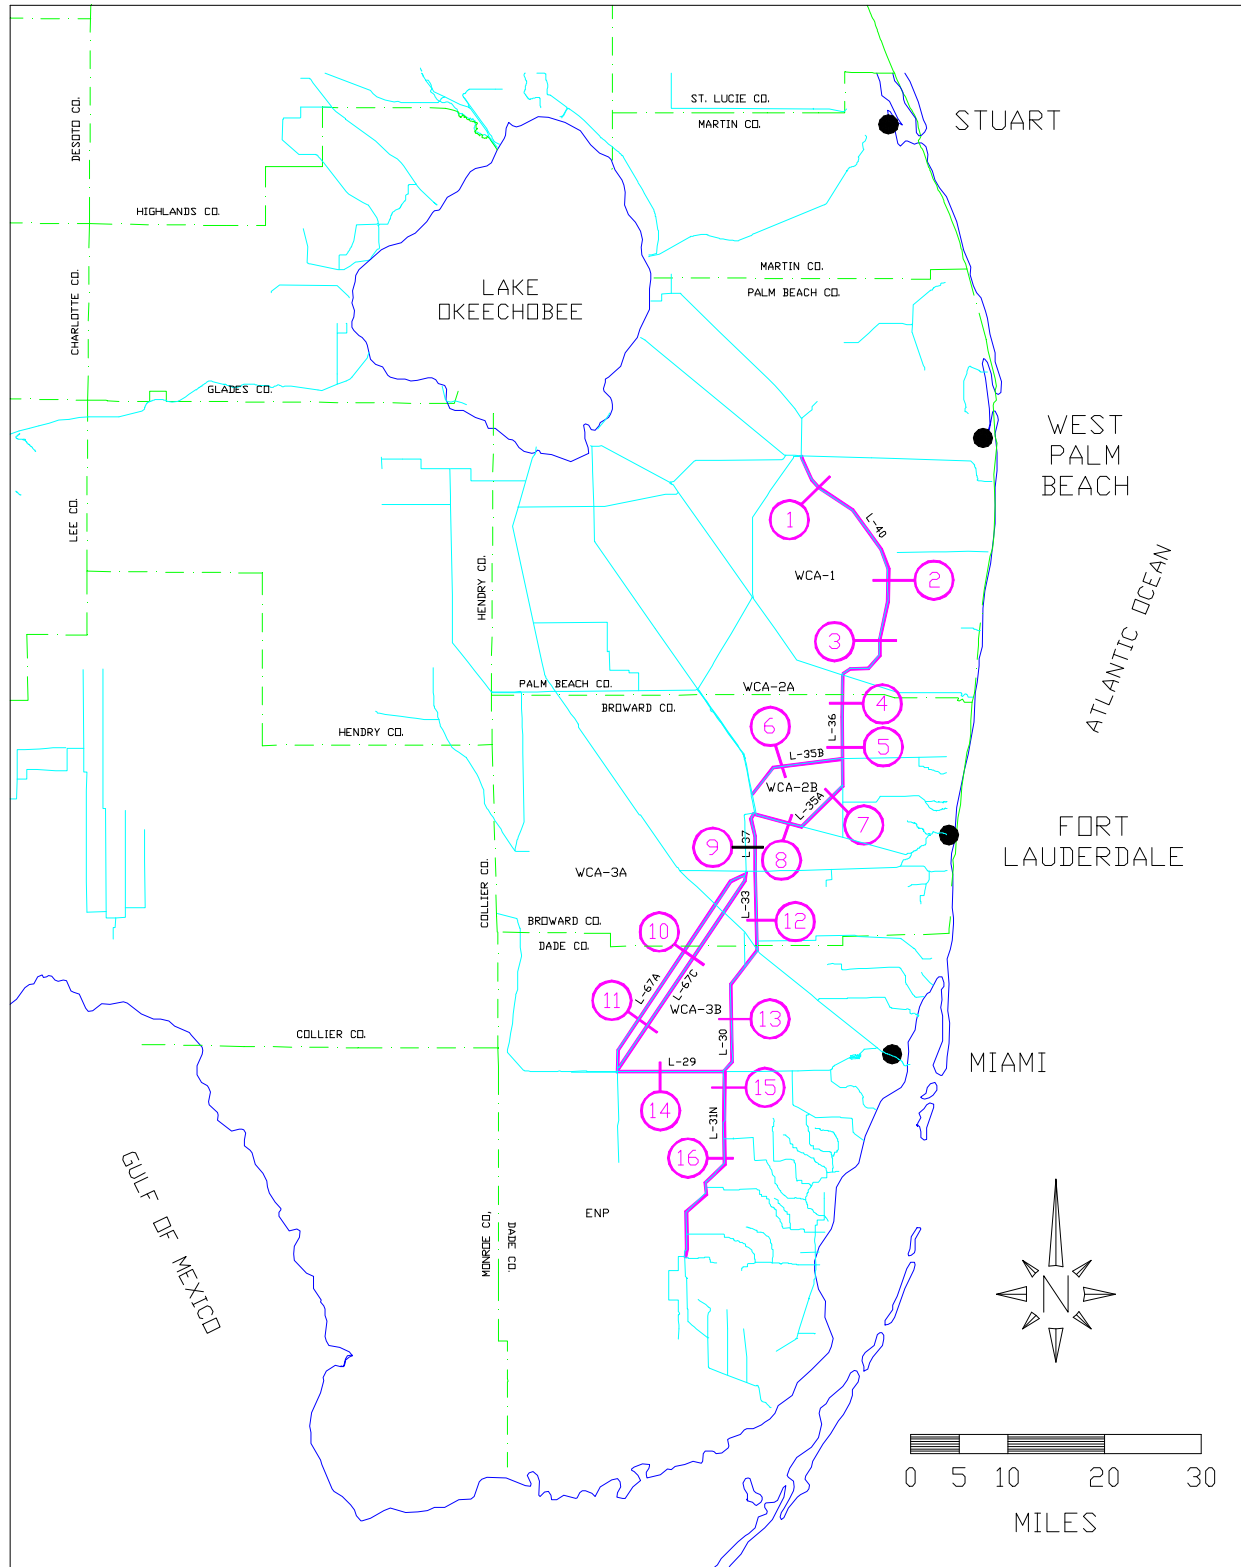 DESOTO CO.
ST. LUCIE CO.
MARTIN CO.
STUART
HIGHLANDS CO.
CHARLOTTE CO.
LAKE
OKEECHOBEE
MARTIN CO.
PALM BEACH CO.
GLADES CO.
WEST
PALM
BEACH
LEE CO.
1
L-40
HENDRY CO.
WCA-1
2
ATLANTIC OCEAN
3
PALM BEACH CO.
BROWARD CO.
WCA-2A
4
HENDRY CO.
6
L-36
5
L-35B
WCA-2B
L-35A
7
FORT
LAUDERDALE
9
L-37
8
WCA-3A
COLLIER CO.
L-33
12
BROWARD CO.
DADE CO.
10
L-67A
L-67C
11
WCA-3B
13
L-30
COLLIER CO.
L-29
MIAMI
14
15
L-31N
16
GULF OF MEXICO
ENP
MONROE CO,
DADE CO.
N
0 5 10 20 30
MILES